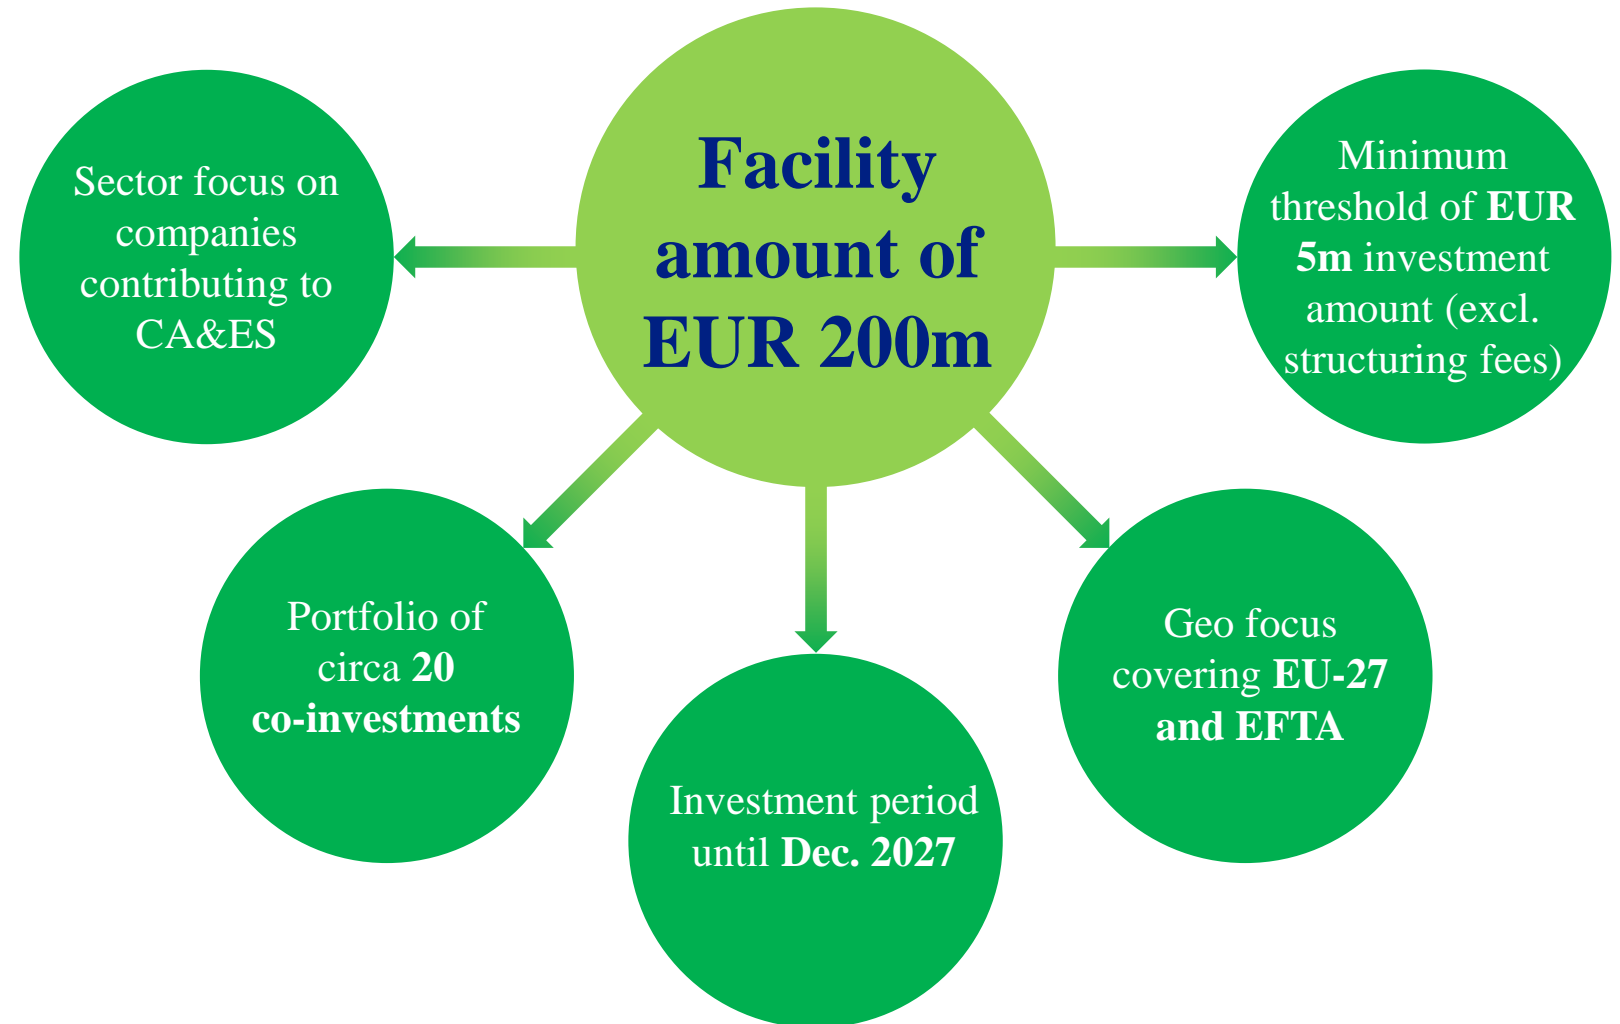 Facility
amount of
EUR 200m
Sector focus on
companies
contributing to
CA&ES
Portfolio of
circa 20
co-investments
Investment period
until Dec. 2027
Geo focus
covering EU-27
and EFTA
Minimum
threshold of EUR
5m investment
amount (excl.
structuring fees)